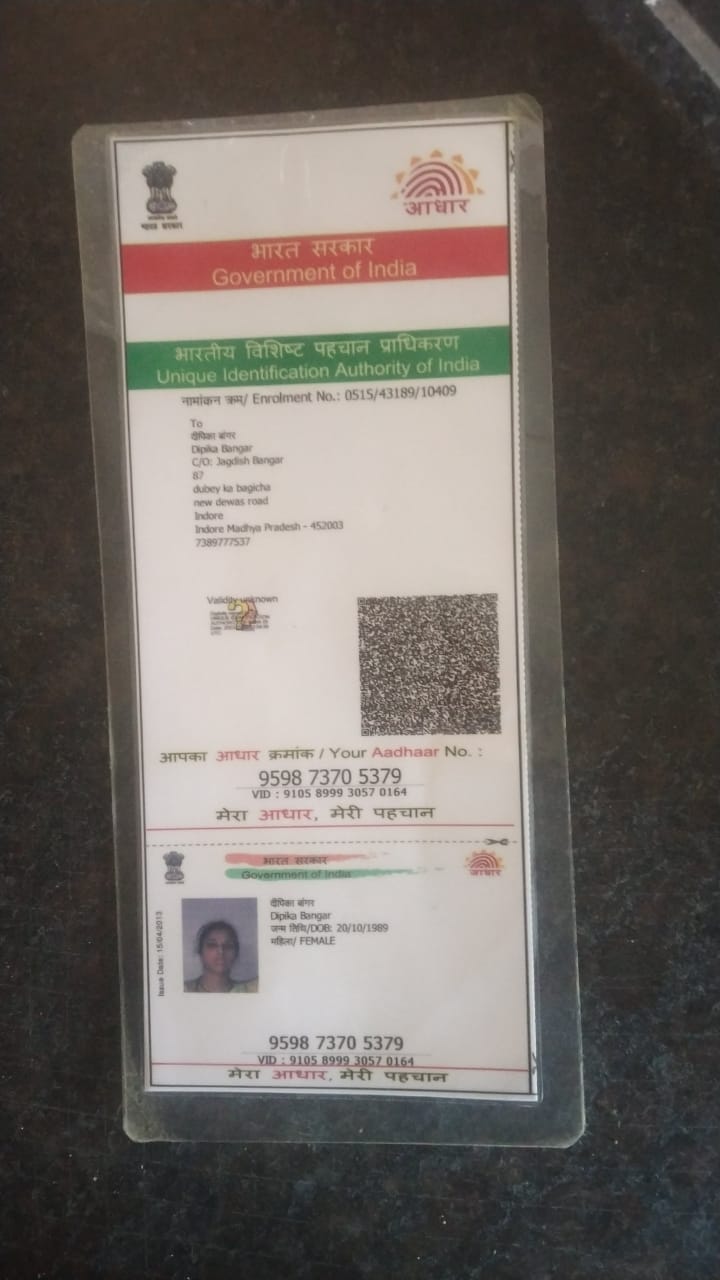 भारत सरकार
आधार
भारत सरकार
Government of India
भारतीय विशिष्ट पहचान प्राधिकरण
Unique Identification Authority of India
नामांकन क्रम/ Enrolment No.: 0515/43189/10409
To
दीपिका बांगर
Dipika Bangar
C/O: Jagdish Bangar
87
dubey ka bagicha
new dewas road
Indore
Indore Madhya Pradesh - 452003
7389777537
Validity unknown
आपका आधार क्रमांक / Your Aadhaar No. :
9598 7370 5379
VID : 9105 8999 3057 0164
मेरा आधार, मेरी पहचान
भारत सरकार
Government of India
आधार
Issue Date: 15/04/2013
दीपिका बांगर
Dipika Bangar
जन्म तिथि/DOB: 20/10/1989
महिला/ FEMALE
9598 7370 5379
VID : 9105 8999 3057 0164
मेरा आधार, मेरी पहचान